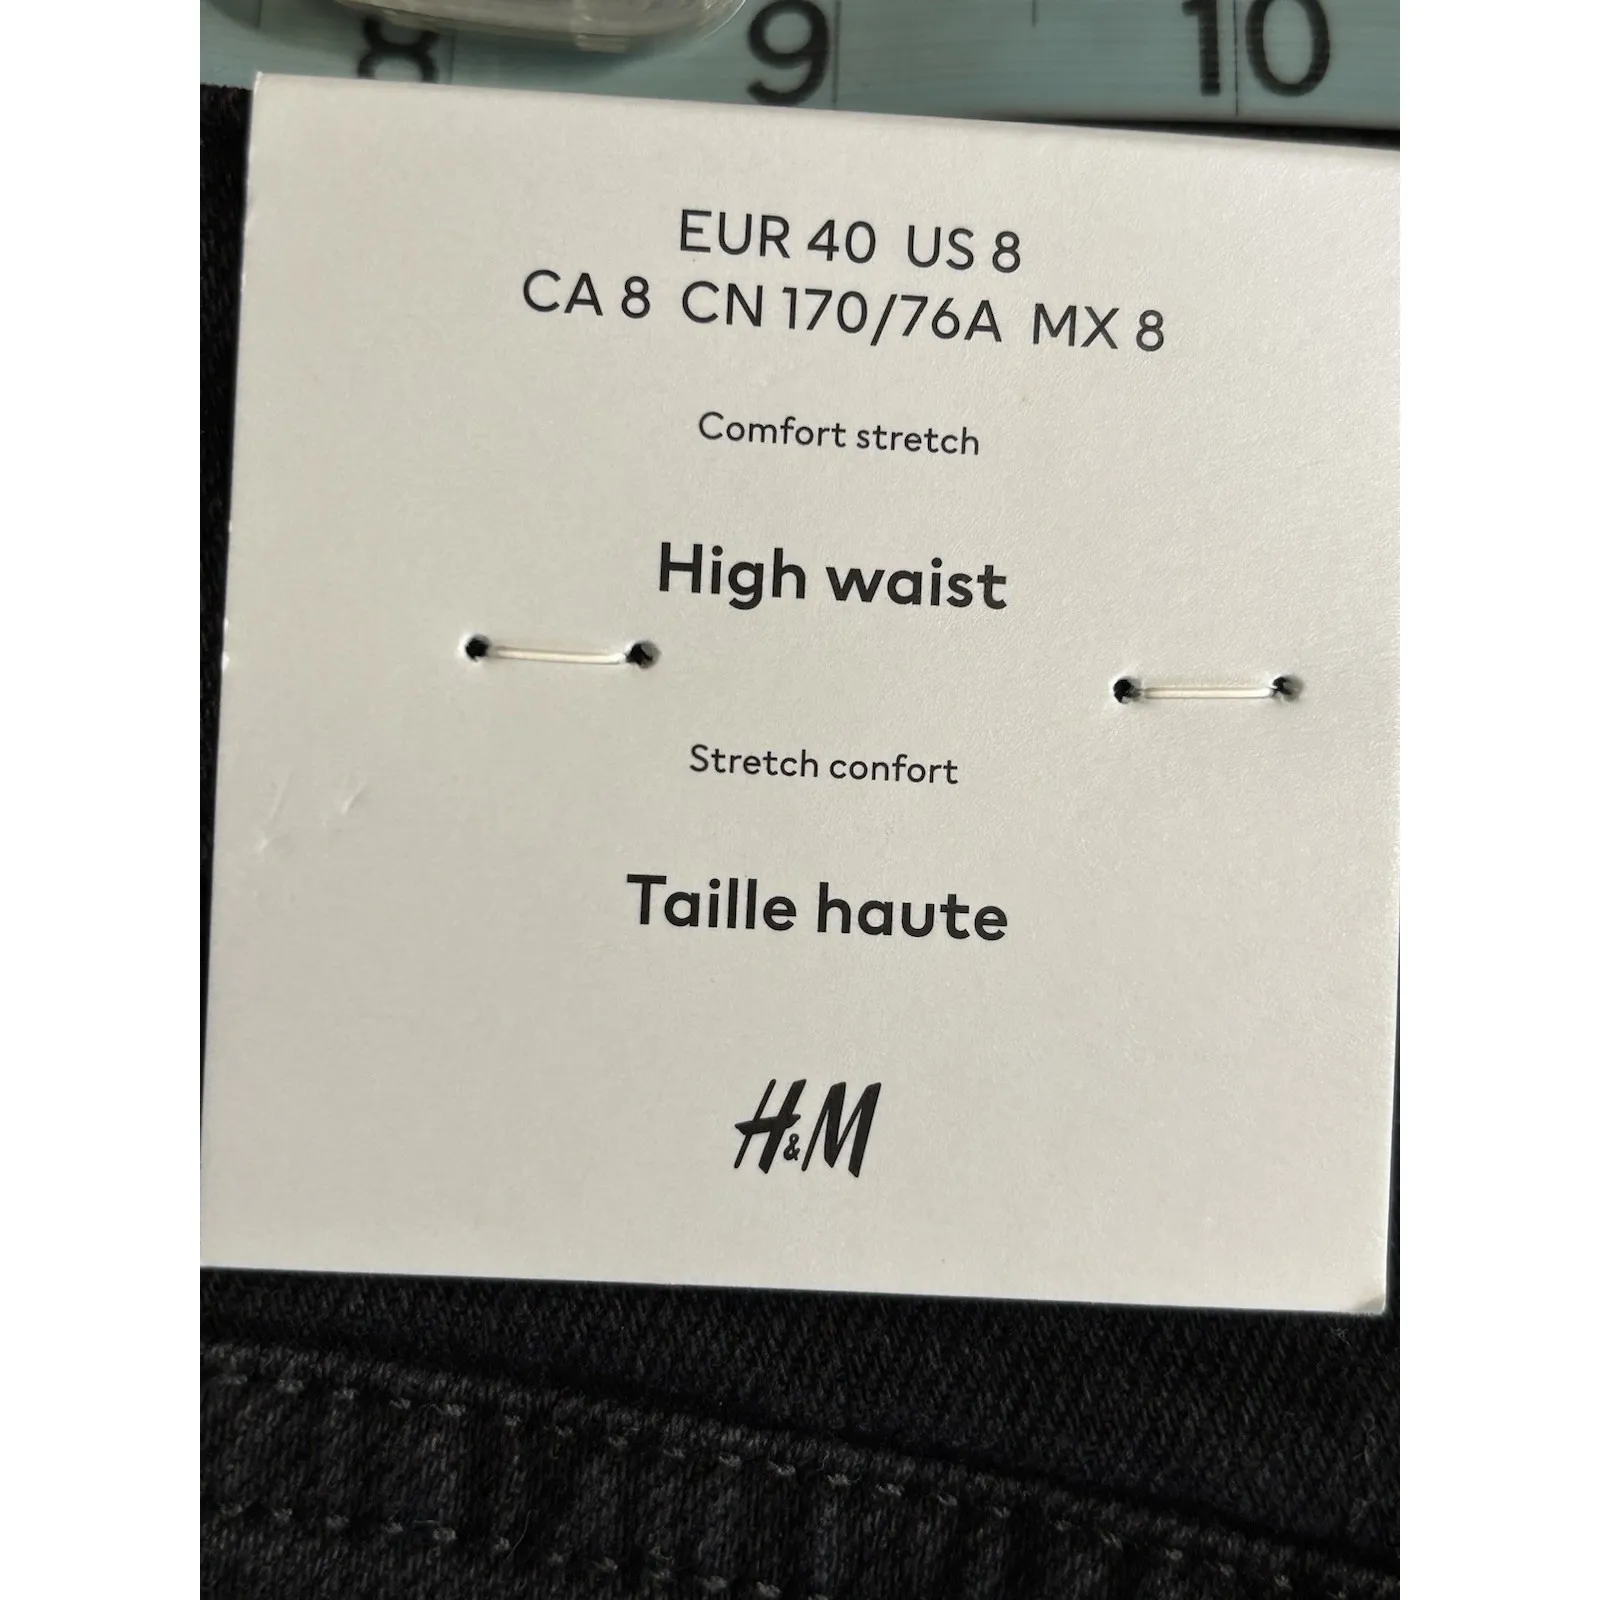 8 9 10
EUR 40 US 8
CA 8 CN 170/76A MX 8
Comfort stretch
High waist
Stretch confort
Taille haute
H&M